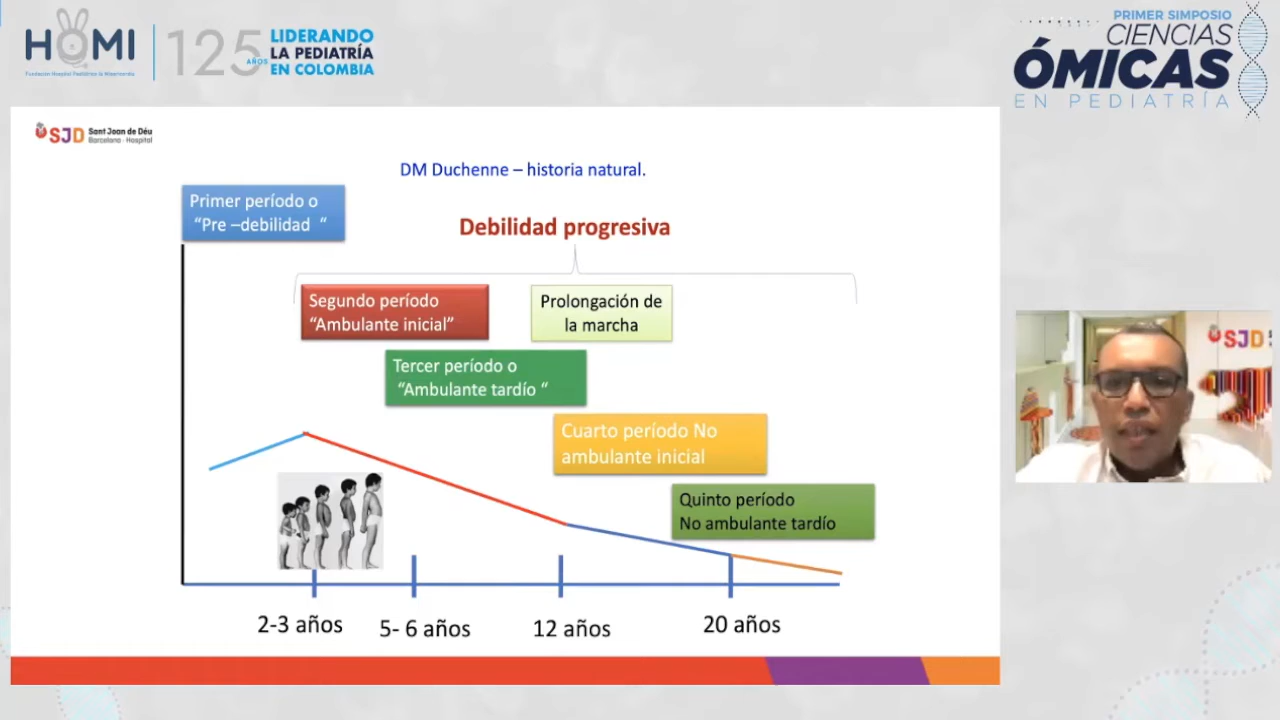 HOMI
Fundación Hospital Pediátrico la Misericordia
125
AÑOS
LIDERANDO
LA PEDIATRÍA
EN COLOMBIA
PRIMER SIMPOSIO
CIENCIAS
ÓMICAS
EN PEDIATRÍA
SJD Sant Joan de Déu
Barcelona · Hospital
DM Duchenne – historia natural.
Primer período o
“Pre –debilidad “
Debilidad progresiva
Segundo período
“Ambulante inicial”
Prolongación de
la marcha
Tercer período o
“Ambulante tardío “
Cuarto período No
ambulante inicial
Quinto período
No ambulante tardío
2-3 años
5- 6 años
12 años
20 años
SJD